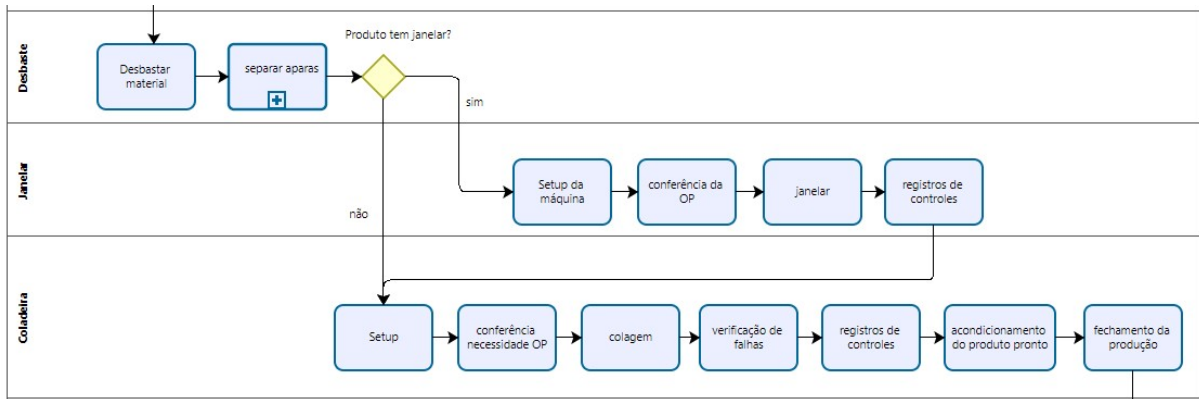 Desbaste
Produto tem janelar?
Desbastar
material
separar aparas
sim
Janelar
Setup da
máquina
conferência da
OP
janelar
registros de
controles
não
Coladeira
Setup
conferência
necessidade OP
colagem
verificação de
falhas
registros de
controles
acondicionamento
do produto pronto
fechamento da
produção